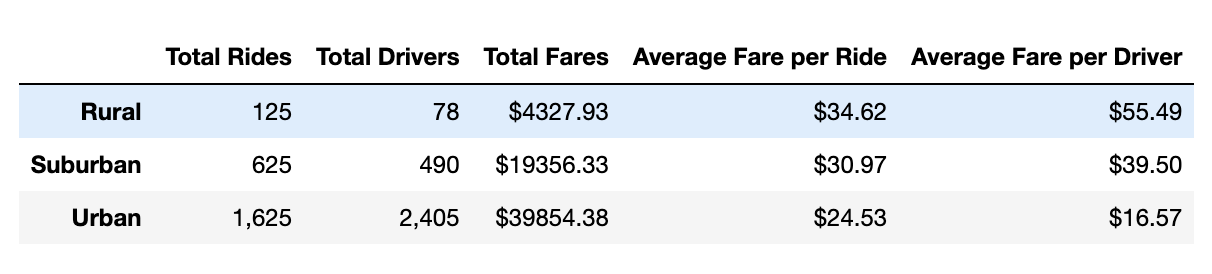 Total Rides Total Drivers Total Fares Average Fare per Ride Average Fare per Driver
Rural 125 78 $4327.93 $34.62 $55.49
Suburban 625 490 $19356.33 $30.97 $39.50
Urban 1,625 2,405 $39854.38 $24.53 $16.57